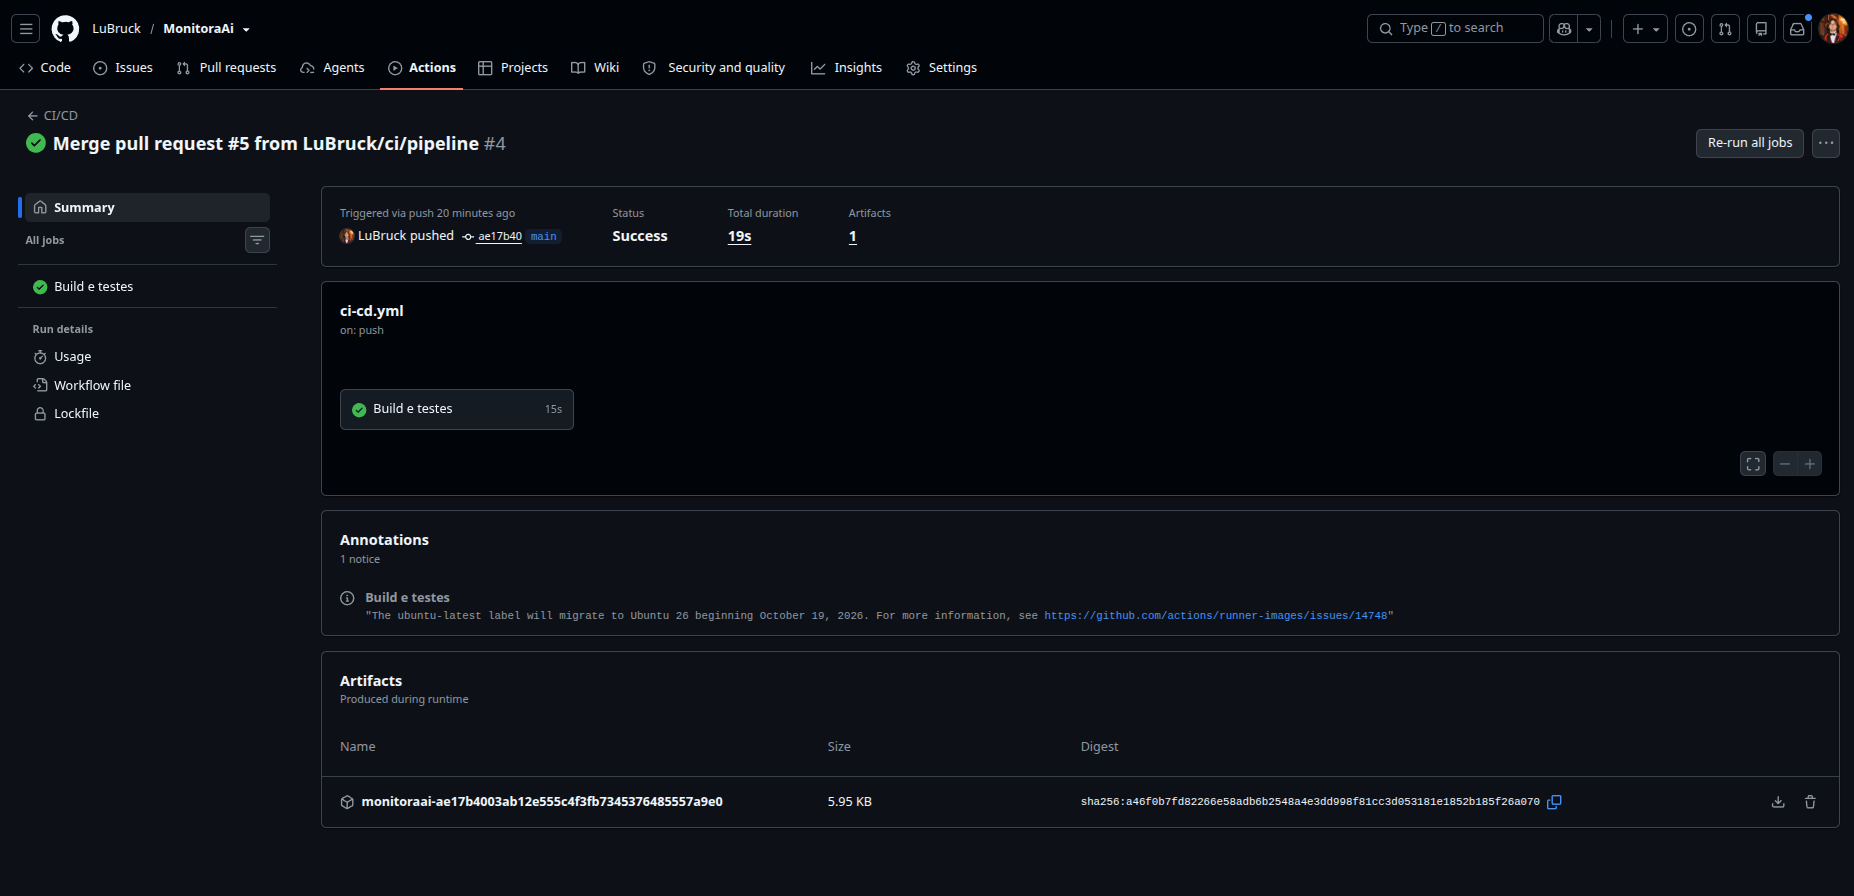 LuBruck / MonitoraAi
Type / to search
Code
Issues
Pull requests
Agents
Actions
Projects
Wiki
Security and quality
Insights
Settings
CI/CD
Merge pull request #5 from LuBruck/ci/pipeline #4
Re-run all jobs
Summary
All jobs
Build e testes
Run details
Usage
Workflow file
Lockfile
Triggered via push 20 minutes ago
LuBruck pushed ae17b40 main
Status
Success
Total duration
19s
Artifacts
1
ci-cd.yml
on: push
Build e testes 15s
Annotations
1 notice
Build e testes
"The ubuntu-latest label will migrate to Ubuntu 26 beginning October 19, 2026. For more information, see https://github.com/actions/runner-images/issues/14748"
Artifacts
Produced during runtime
Name Size Digest
monitoraai-ae17b4003ab12e555c4f3fb7345376485557a9e0 5.95 KB sha256:a46f0b7fd82266e58adb6b2548a4e3dd998f81cc3d053181e1852b185f26a070